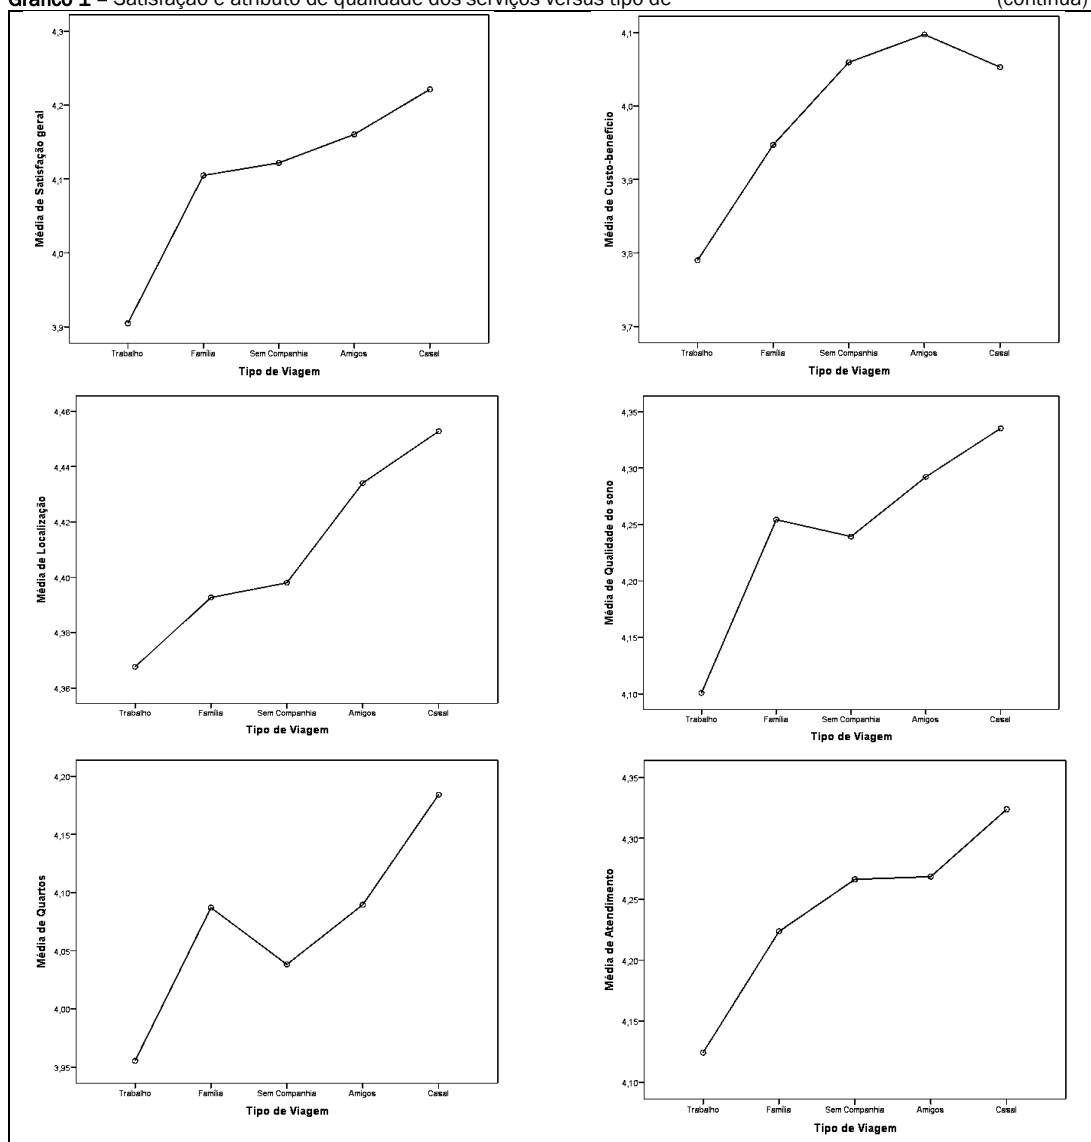 Gráfico 1 – Satisfação e atributo de qualidade dos serviços versus tipo de (continua)
4,3
4,2
4,1
4,0
3,9
Média de Satisfação geral
Trabalho Família Sem Companhia Amigos Casal
Tipo de Viagem
4,1
4,0
3,9
3,8
3,7
Média de Custo-benefício
Trabalho Família Sem Companhia Amigos Casal
Tipo de Viagem
4,46
4,44
4,42
4,40
4,38
4,36
Média de Localização
Trabalho Família Sem Companhia Amigos Casal
Tipo de Viagem
4,35
4,30
4,25
4,20
4,15
4,10
Média de Qualidade do sono
Trabalho Família Sem Companhia Amigos Casal
Tipo de Viagem
4,20
4,15
4,10
4,05
4,00
3,95
Média de Quartos
Trabalho Família Sem Companhia Amigos Casal
Tipo de Viagem
4,35
4,30
4,25
4,20
4,15
4,10
Média de Atendimento
Trabalho Família Sem Companhia Amigos Casal
Tipo de Viagem